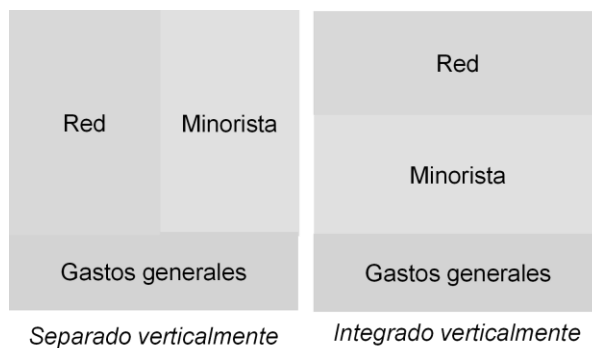 Red
Minorista
Gastos generales
Separado verticalmente
Red
Minorista
Gastos generales
Integrado verticalmente